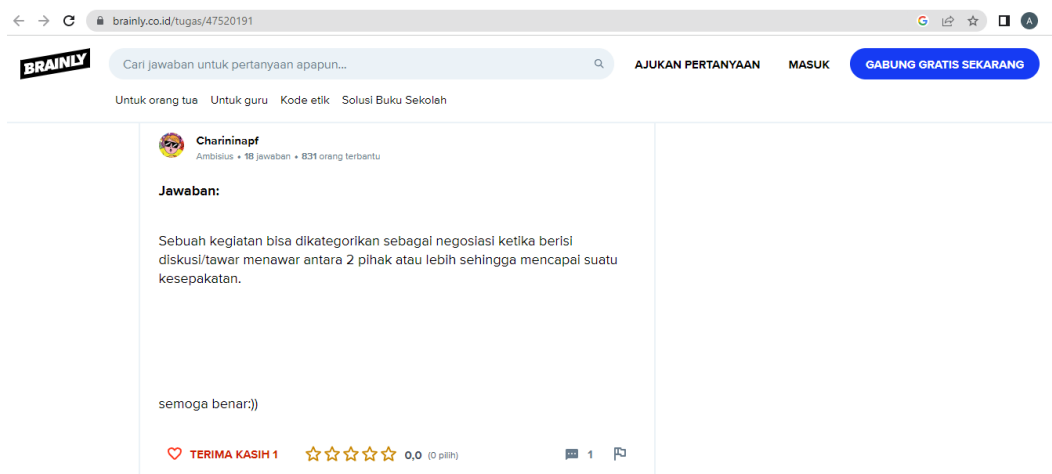 brainly.co.id/tugas/47520191
G
A
BRAINLY
Cari jawaban untuk pertanyaan apapun...
AJUKAN PERTANYAAN
MASUK
GABUNG GRATIS SEKARANG
Untuk orang tua Untuk guru Kode etik Solusi Buku Sekolah
Charininapf
Ambisius • 18 jawaban • 831 orang terbantu
Jawaban:
Sebuah kegiatan bisa dikategorikan sebagai negosiasi ketika berisi
diskusi/tawar menawar antara 2 pihak atau lebih sehingga mencapai suatu
kesepakatan.
semoga benar:))
TERIMA KASIH 1 0,0 (0 pilih) 1